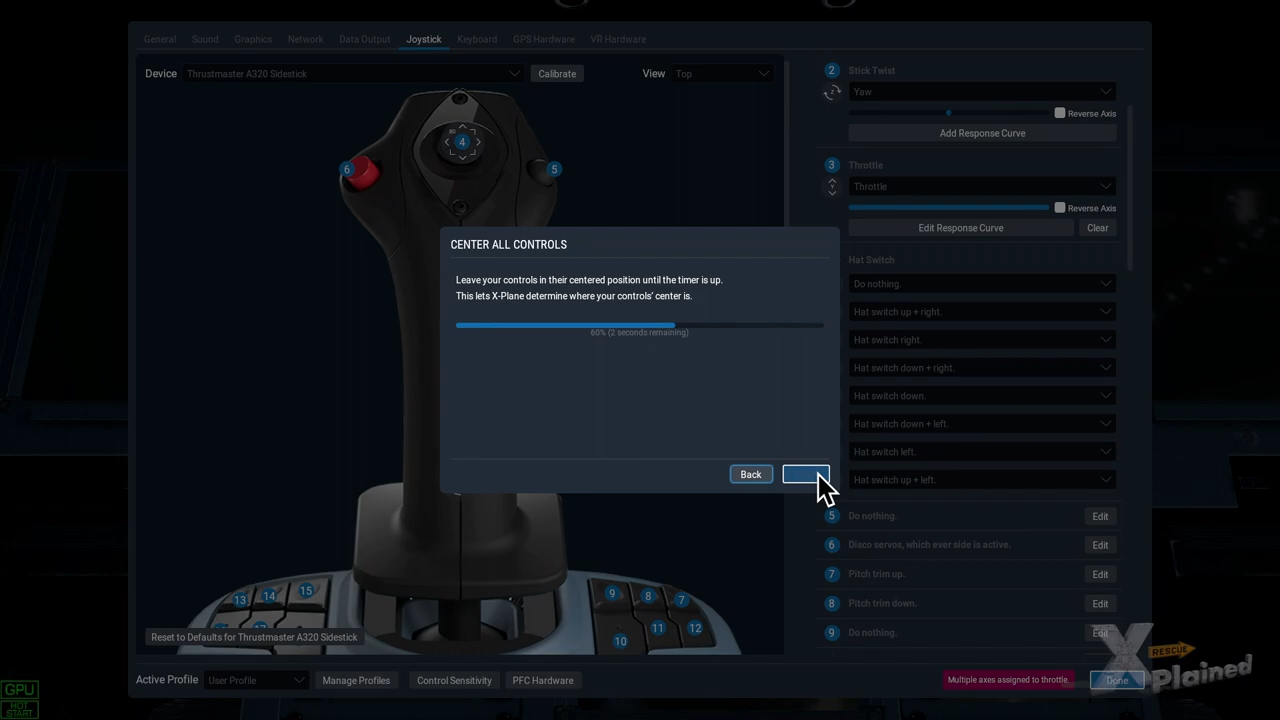 General Sound Graphics Network Data Output Joystick Keyboard GPS Hardware VR Hardware
Device Thrustmaster A320 Sidestick Calibrate View Top
2 Stick Twist
Yaw
Reverse Axis
Add Response Curve
3 Throttle
Throttle
Reverse Axis
Edit Response Curve Clear
Hat Switch
Do nothing.
Hat switch up + right.
Hat switch right.
Hat switch down + right.
Hat switch down.
Hat switch down + left.
Hat switch left.
Hat switch up + left.
5 Do nothing. Edit
6 Disco servos, which ever side is active. Edit
7 Pitch trim up. Edit
8 Pitch trim down. Edit
9 Do nothing. Edit
4
6
5
CENTER ALL CONTROLS
Leave your controls in their centered position until the timer is up.
This lets X-Plane determine where your controls' center is.
60% (2 seconds remaining)
Back
13 14 15
9 8 7
10 11 12
Reset to Defaults for Thrustmaster A320 Sidestick
Active Profile User Profile Manage Profiles Control Sensitivity PFC Hardware
Multiple axes assigned to throttle. Done
GPU
HOT
START
X RESCUE
Plained